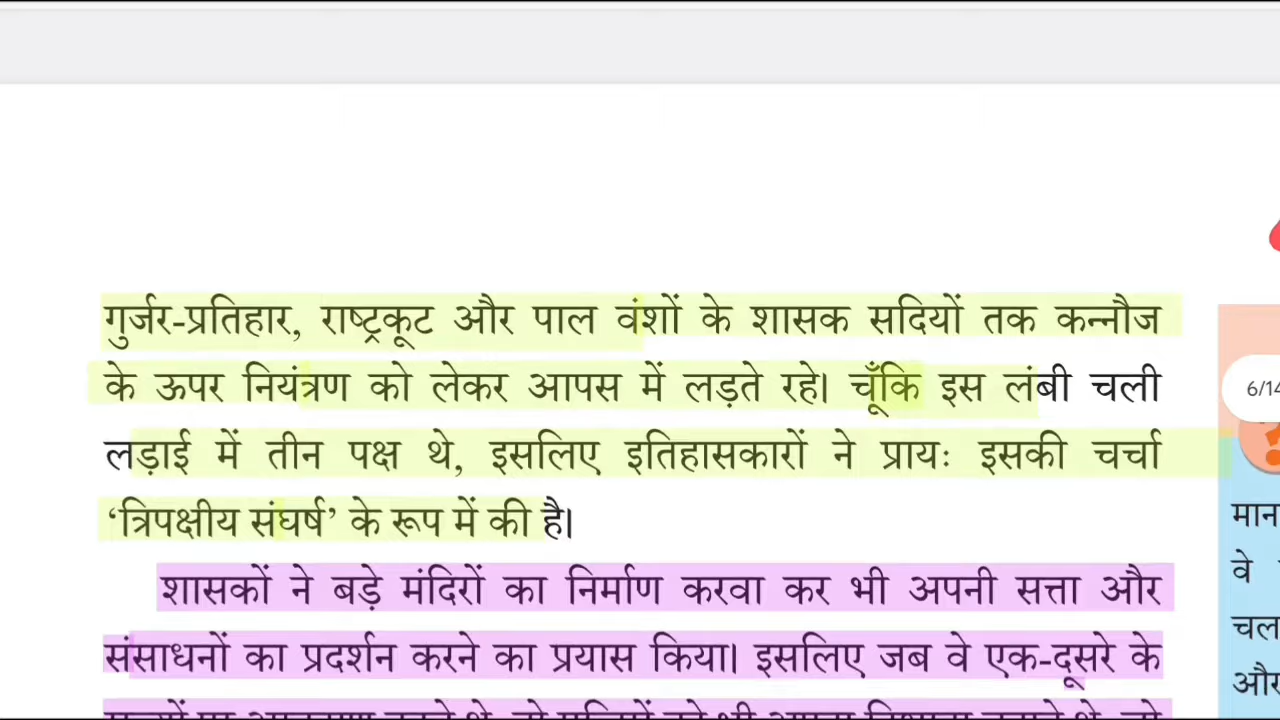 गुर्जर-प्रतिहार, राष्ट्रकूट और पाल वंशों के शासक सदियों तक कन्नौज
के ऊपर नियंत्रण को लेकर आपस में लड़ते रहे। चूँकि इस लंबी चली
6/14
लड़ाई में तीन पक्ष थे, इसलिए इतिहासकारों ने प्रायः इसकी चर्चा
‘त्रिपक्षीय संघर्ष’ के रूप में की है।
शासकों ने बड़े मंदिरों का निर्माण करवा कर भी अपनी सत्ता और
संसाधनों का प्रदर्शन करने का प्रयास किया। इसलिए जब वे एक-दूसरे के
मान
वे
चल
और